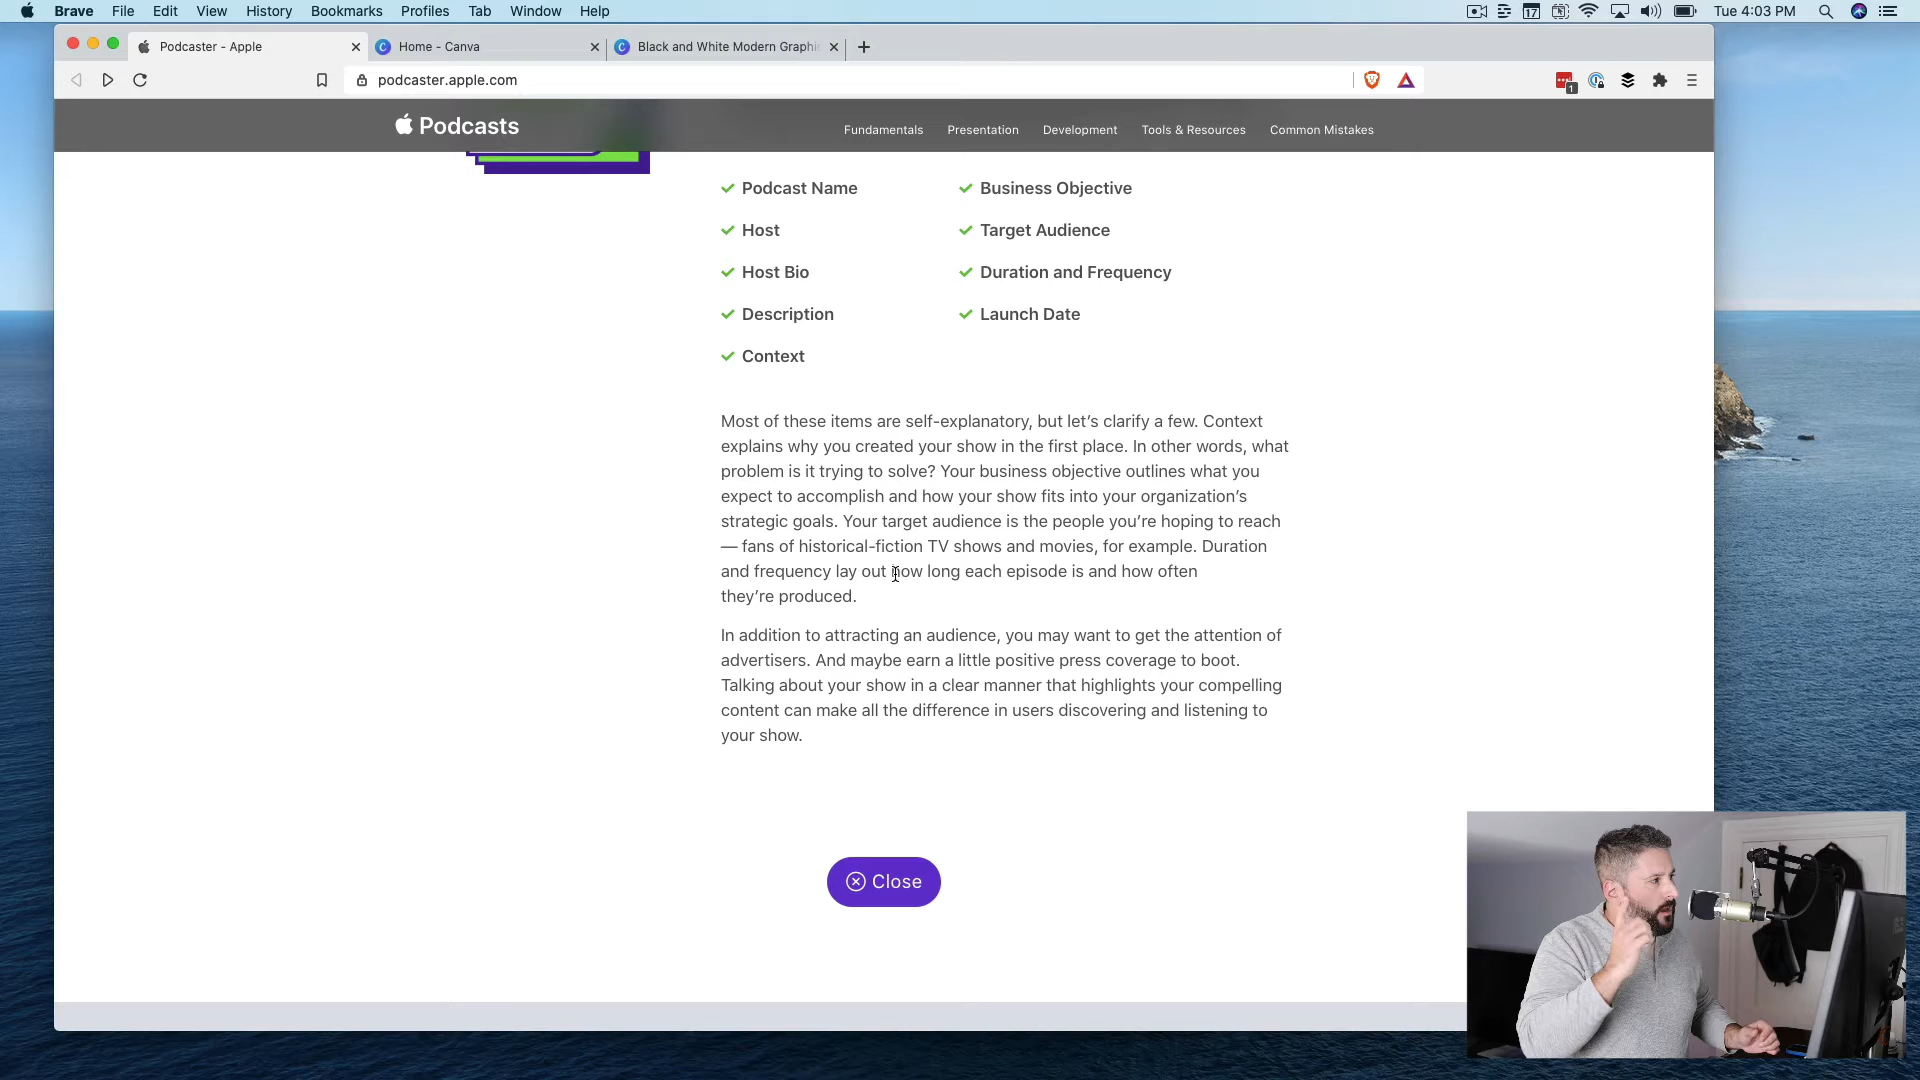 Brave File Edit View History Bookmarks Profiles Tab Window Help 17 Tue 4:03 PM
Podcaster - Apple Home - Canva Black and White Modern Graphi
podcaster.apple.com 1
Podcasts Fundamentals Presentation Development Tools & Resources Common Mistakes
Podcast Name Business Objective
Host Target Audience
Host Bio Duration and Frequency
Description Launch Date
Context
Most of these items are self-explanatory, but let’s clarify a few. Context
explains why you created your show in the first place. In other words, what
problem is it trying to solve? Your business objective outlines what you
expect to accomplish and how your show fits into your organization’s
strategic goals. Your target audience is the people you’re hoping to reach
— fans of historical-fiction TV shows and movies, for example. Duration
and frequency lay out how long each episode is and how often
they’re produced.
In addition to attracting an audience, you may want to get the attention of
advertisers. And maybe earn a little positive press coverage to boot.
Talking about your show in a clear manner that highlights your compelling
content can make all the difference in users discovering and listening to
your show.
Close